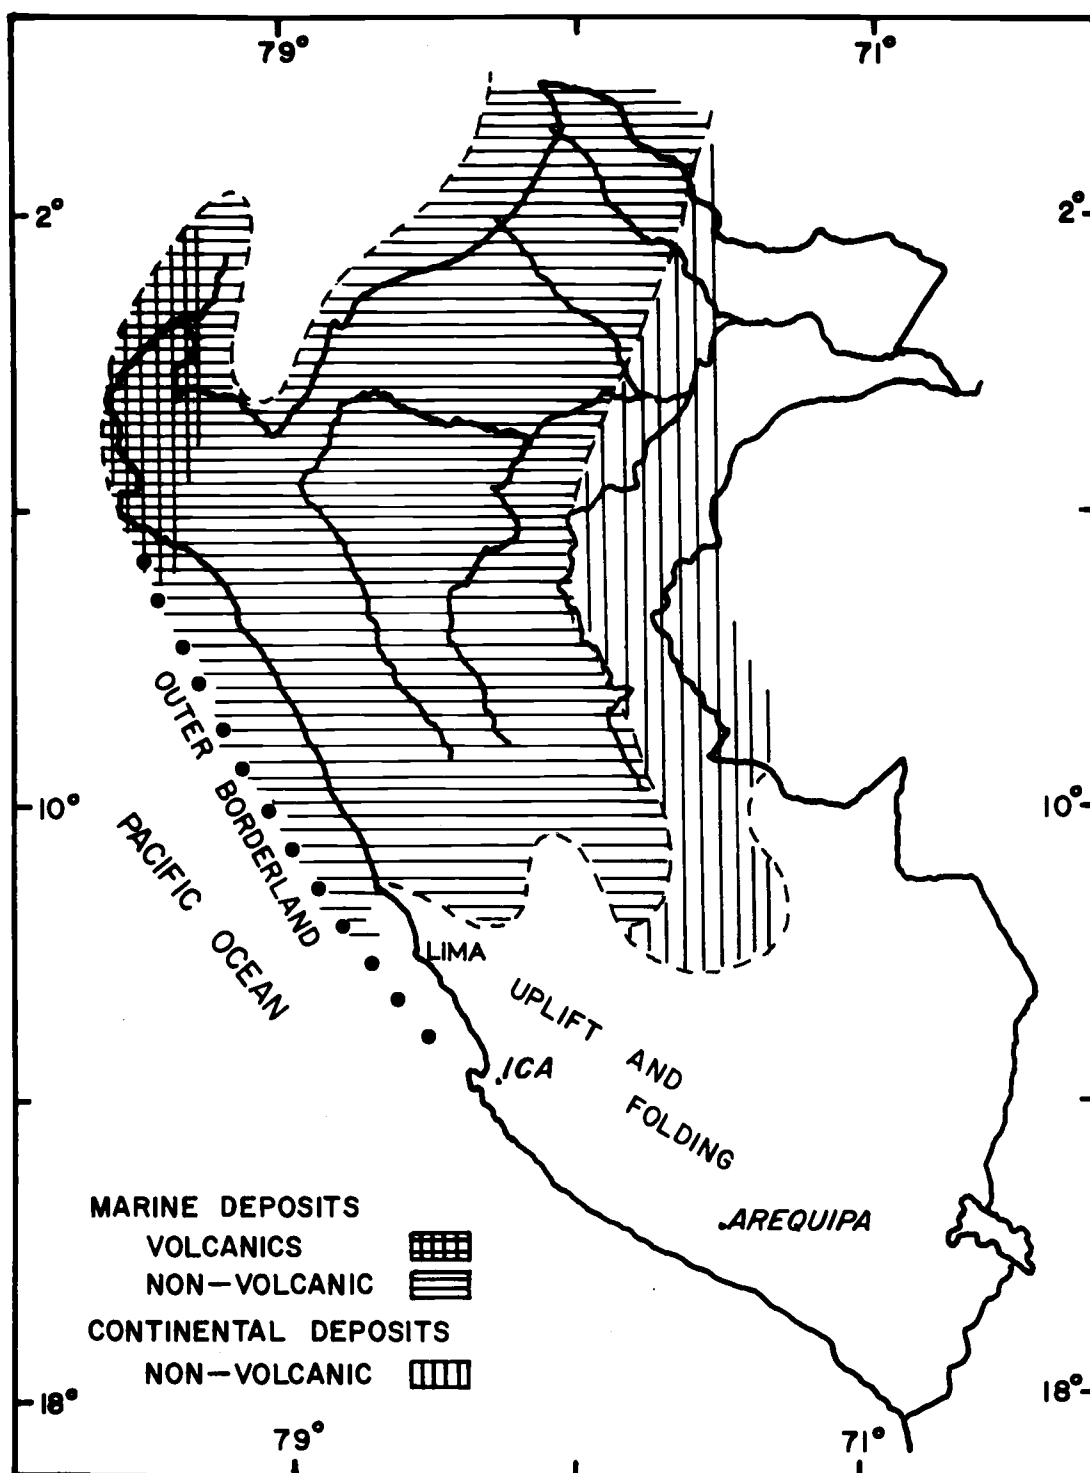 79° 71°
2° 2°
10° 10°
OUTER BORDERLAND
PACIFIC OCEAN
LIMA
UPLIFT AND
FOLDING
ICA
MARINE DEPOSITS
VOLCANICS
NON-VOLCANIC
CONTINENTAL DEPOSITS
NON-VOLCANIC
AREQUIPA
18° 18°
79° 71°